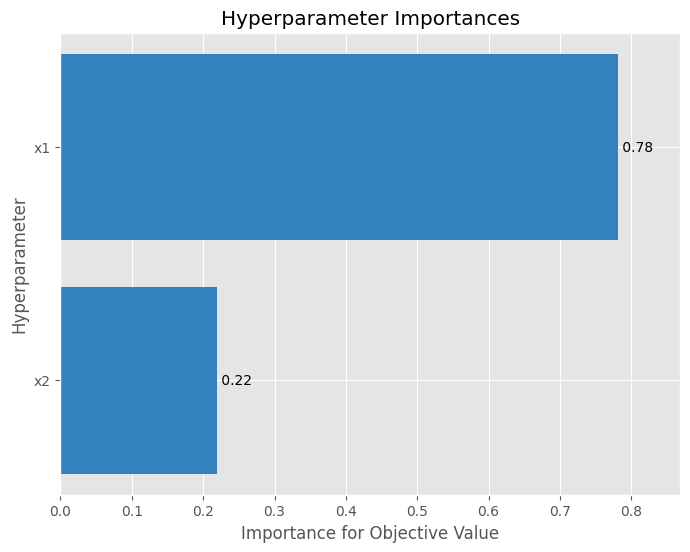 Hyperparameter Importances
Hyperparameter
x1
0.78
x2
0.22
0.0 0.1 0.2 0.3 0.4 0.5 0.6 0.7 0.8
Importance for Objective Value